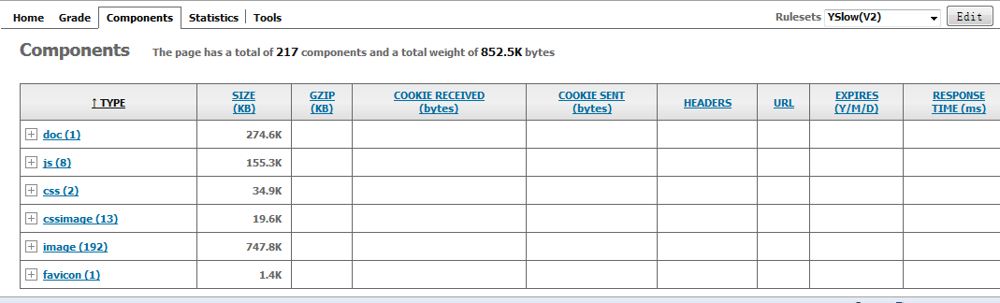 Home Grade Components Statistics Tools Rulesets YSlow(V2) Edit
Components The page has a total of 217 components and a total weight of 852.5K bytes
↑ TYPE SIZE (KB) GZIP (KB) COOKIE RECEIVED (bytes) COOKIE SENT (bytes) HEADERS URL EXPIRES (Y/M/D) RESPONSE TIME (ms)
doc (1) 274.6K
js (8) 155.3K
css (2) 34.9K
cssimage (13) 19.6K
image (192) 747.8K
favicon (1) 1.4K